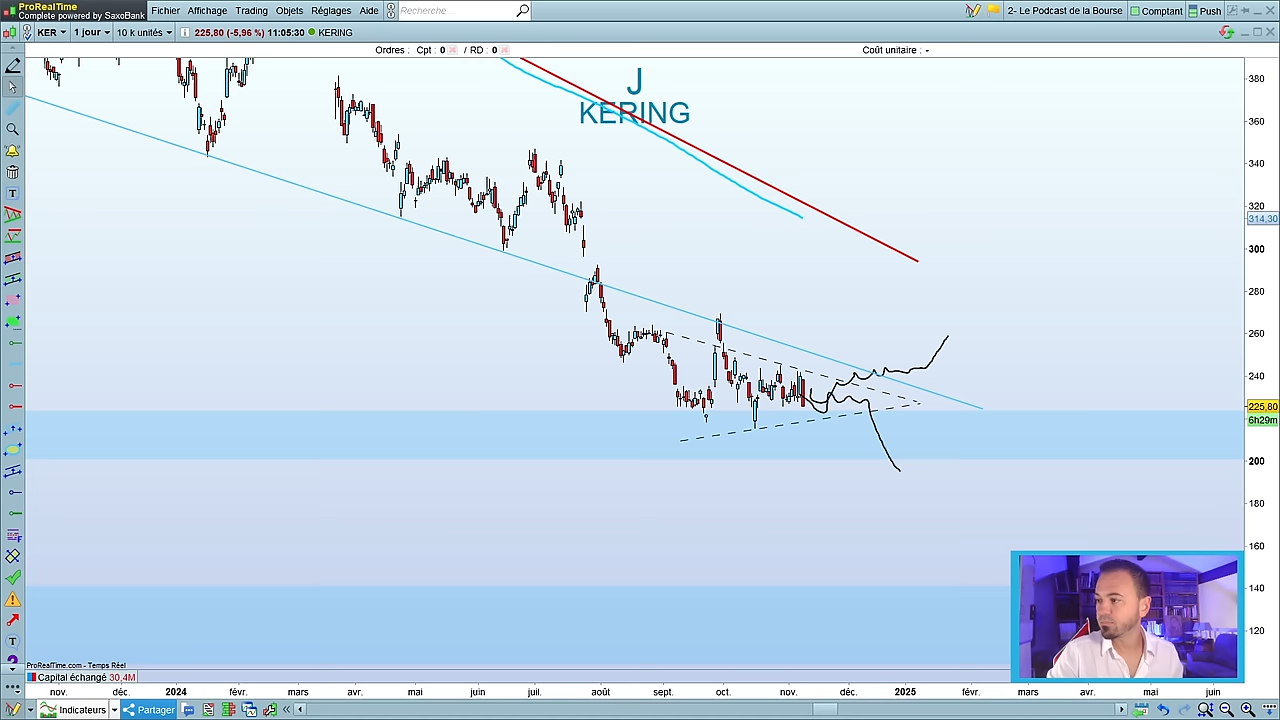 ProRealTime
Complete powered by SaxoBank
Fichier Affichage Trading Objets Réglages Aide Recherche 2- Le Podcast de la Bourse Comptant Push
KER 1 jour 10 k unités 225,80 (-5,96 %) 11:05:30 KERING
Ordres : Cpt : 0 / RD : 0 Coût unitaire : -
J
KERING
380
360
340
320
314,30
300
280
260
240
225,80
6h29m
200
180
160
120
ProRealTime.com - Temps Réel
Capital échangé 30,4M
nov. déc. 2024 févr. mars avr. mai juin juil. août sept. oct. nov. déc. 2025 févr. mars avr. mai juin
Indicateurs Partager